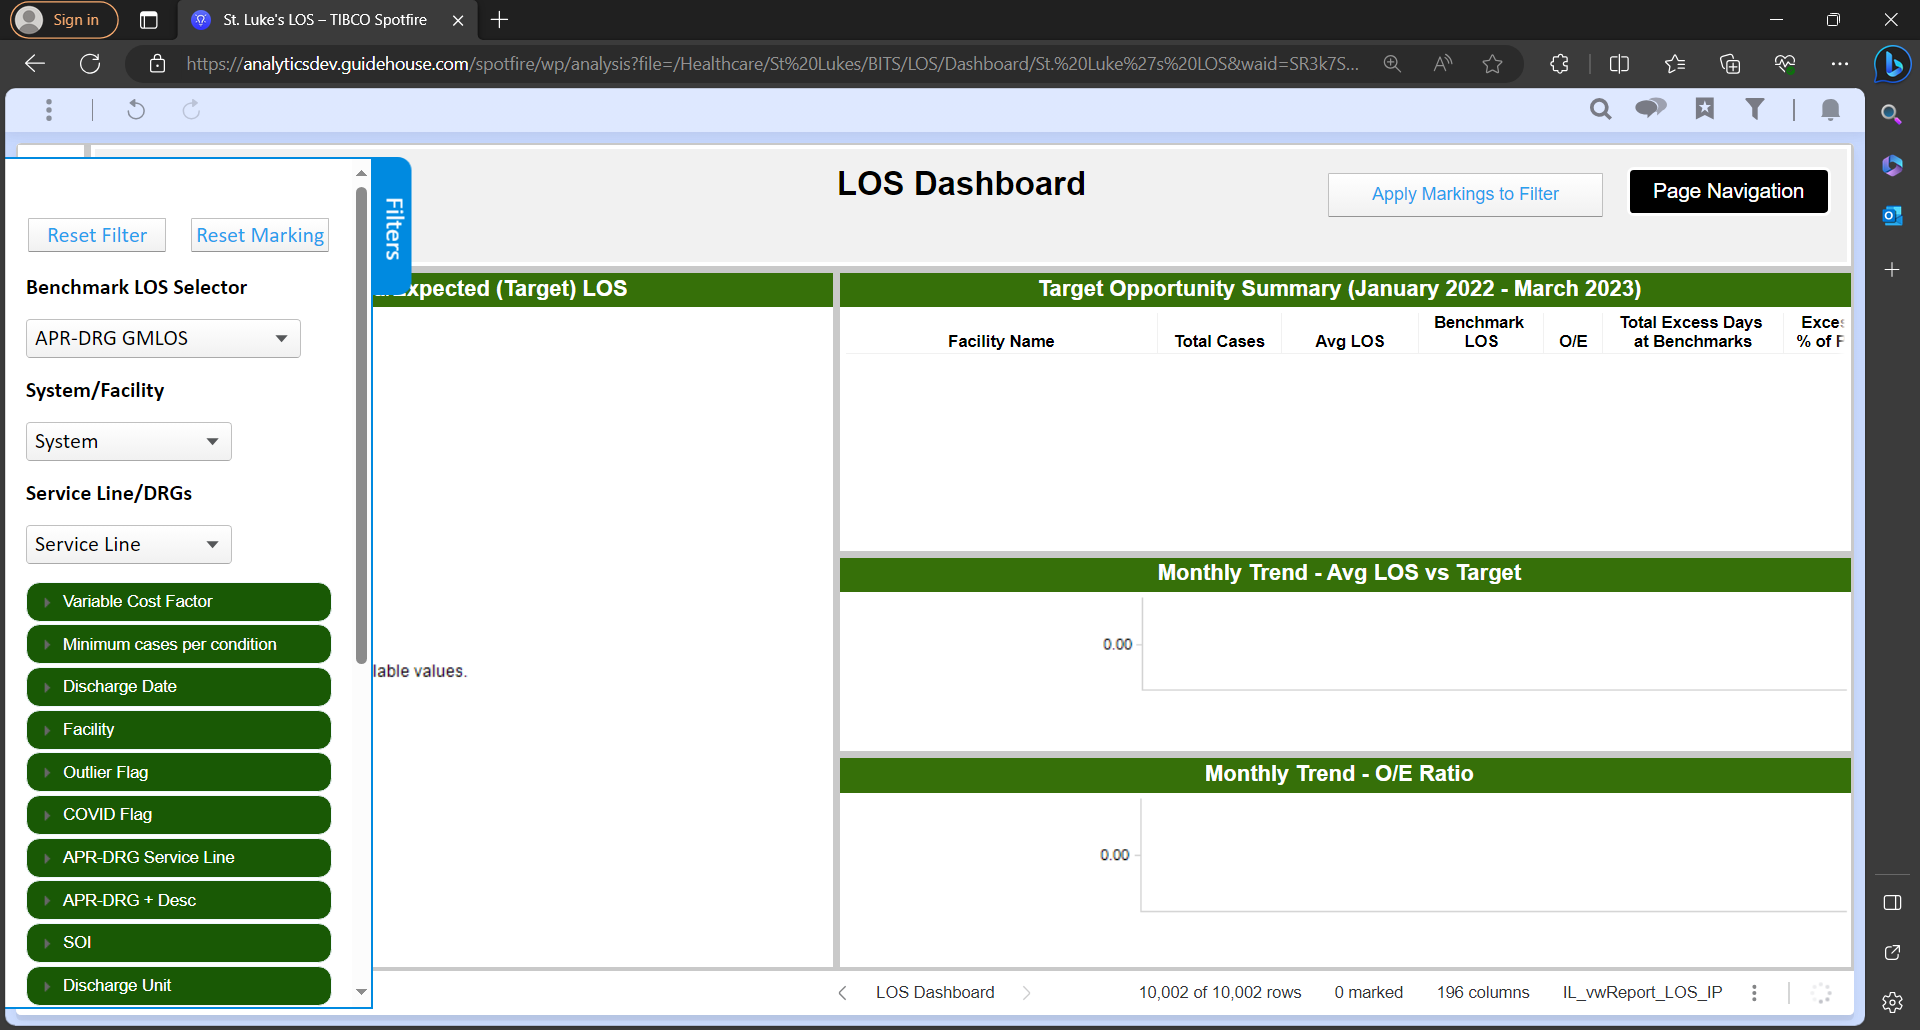 Sign in
St. Luke's LOS – TIBCO Spotfire
https://analyticsdev.guidehouse.com/spotfire/wp/analysis?file=/Healthcare/St%20Lukes/BITS/LOS/Dashboard/St.%20Luke%27s%20LOS&waid=SR3k7S...
LOS Dashboard
Apply Markings to Filter
Page Navigation
Filters
Reset Filter
Reset Marking
Benchmark LOS Selector
APR-DRG GMLOS
System/Facility
System
Service Line/DRGs
Service Line
Variable Cost Factor
Minimum cases per condition
Discharge Date
Facility
Outlier Flag
COVID Flag
APR-DRG Service Line
APR-DRG + Desc
SOI
Discharge Unit
(Target) LOS
lable values.
Target Opportunity Summary (January 2022 - March 2023)
Facility Name
Total Cases
Avg LOS
Benchmark
LOS
O/E
Total Excess Days
at Benchmarks
% of
Monthly Trend - Avg LOS vs Target
0.00
Monthly Trend - O/E Ratio
0.00
LOS Dashboard
10,002 of 10,002 rows
0 marked
196 columns
IL_vwReport_LOS_IP